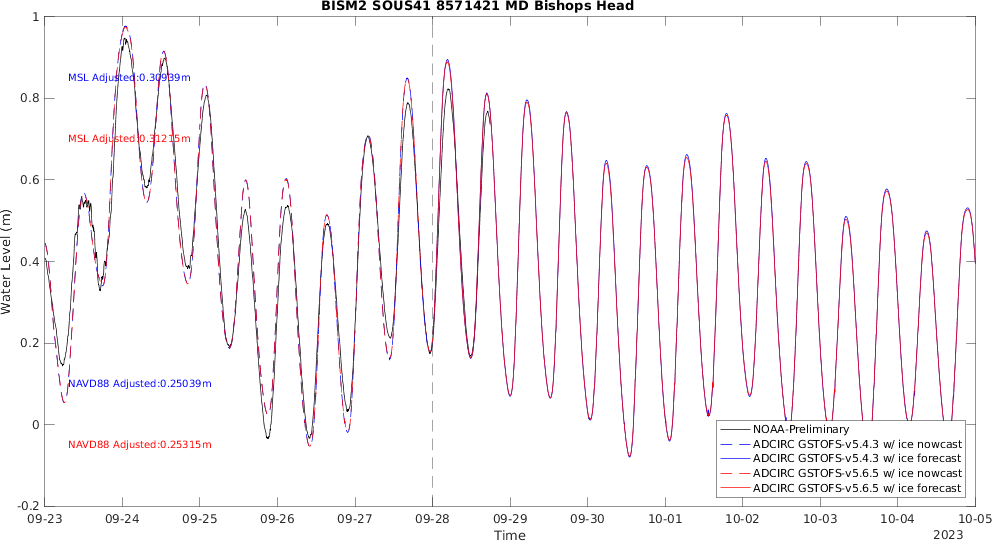 BISM2 SOUS41 8571421 MD Bishops Head
Water Level (m)
1
0.8
0.6
0.4
0.2
0
-0.2
MSL Adjusted:0.30939m
MSL Adjusted:0.31215m
NAVD88 Adjusted:0.25039m
NAVD88 Adjusted:0.25315m
NOAA-Preliminary
ADCIRC GSTOFS-v5.4.3 w/ ice nowcast
ADCIRC GSTOFS-v5.4.3 w/ ice forecast
ADCIRC GSTOFS-v5.6.5 w/ ice nowcast
ADCIRC GSTOFS-v5.6.5 w/ ice forecast
09-23 09-24 09-25 09-26 09-27 09-28 09-29 09-30 10-01 10-02 10-03 10-04 10-05
Time
2023